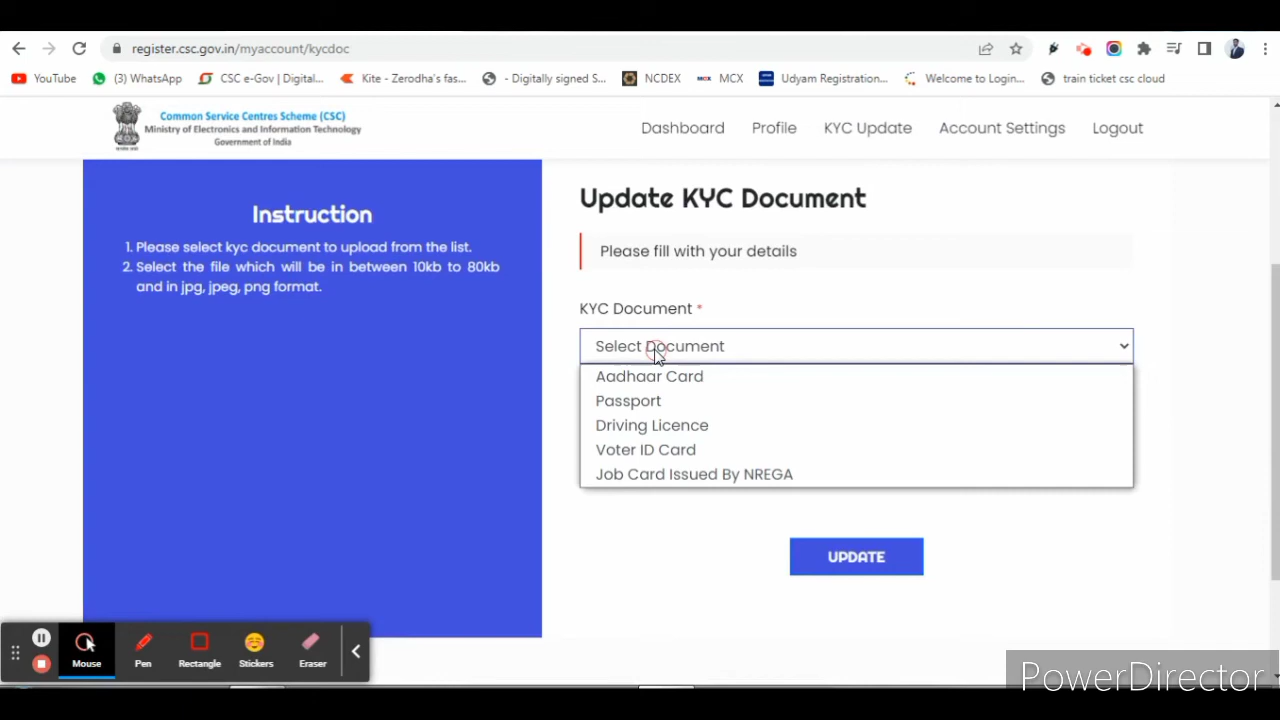 register.csc.gov.in/myaccount/kycdoc
YouTube (3) WhatsApp CSC e-Gov | Digital... Kite - Zerodha's fas... - Digitally signed S... NCDEX MCX Udyam Registration... Welcome to Login... train ticket csc cloud
Common Service Centres Scheme (CSC)
Ministry of Electronics and Information Technology
Government of India
Dashboard Profile KYC Update Account Settings Logout
Instruction
1. Please select kyc document to upload from the list.
2. Select the file which will be in between 10kb to 80kb
and in jpg, jpeg, png format.
Update KYC Document
Please fill with your details
KYC Document *
Select Document
Aadhaar Card
Passport
Driving Licence
Voter ID Card
Job Card Issued By NREGA
UPDATE
Mouse Pen Rectangle Stickers Eraser
PowerDirector